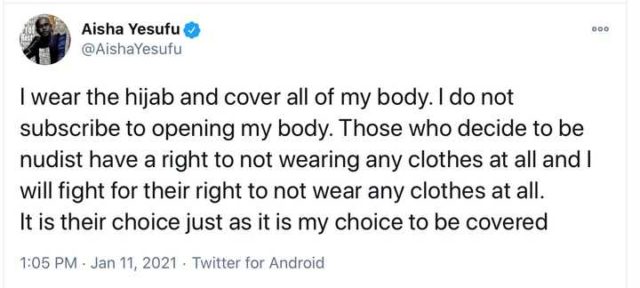 Aisha Yesufu
@AishaYesufu
I wear the hijab and cover all of my body. I do not
subscribe to opening my body. Those who decide to be
nudist have a right to not wearing any clothes at all and I
will fight for their right to not wear any clothes at all.
It is their choice just as it is my choice to be covered
1:05 PM · Jan 11, 2021 · Twitter for Android